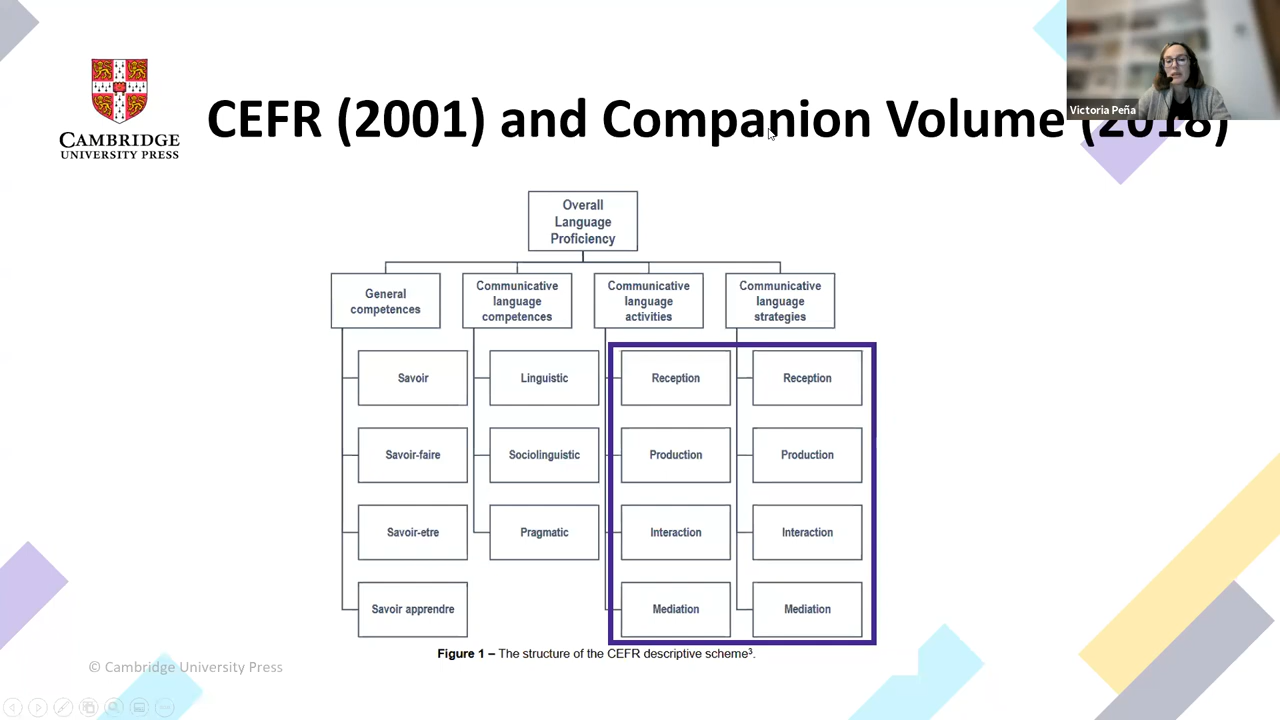 CAMBRIDGE
UNIVERSITY PRESS
CEFR (2001) and Companion Volume (2018)
Victoria Peña
Overall
Language
Proficiency
General
competences
Communicative
language
competences
Communicative
language
activities
Communicative
language
strategies
Savoir
Linguistic
Reception
Reception
Savoir-faire
Sociolinguistic
Production
Production
Savoir-etre
Pragmatic
Interaction
Interaction
Savoir apprendre
Mediation
Mediation
Figure 1 – The structure of the CEFR descriptive scheme³.
© Cambridge University Press